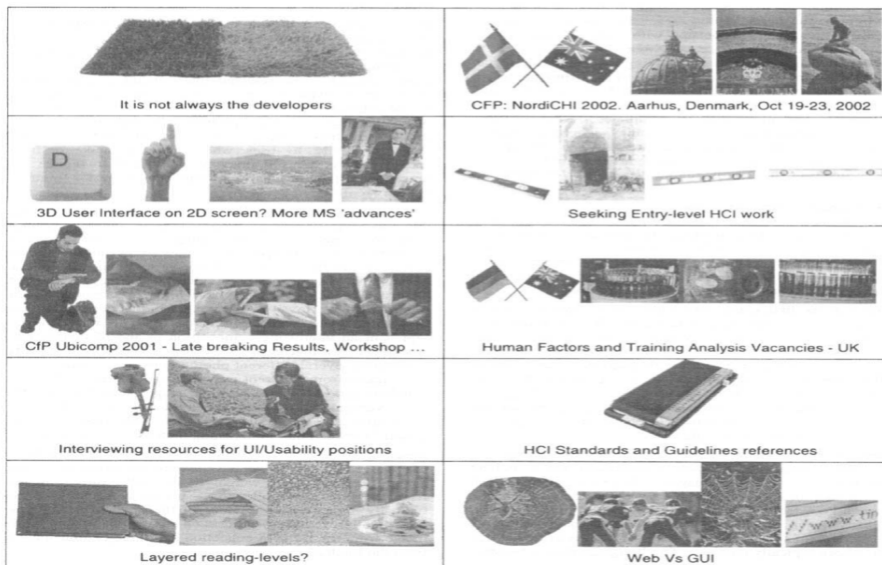 It is not always the developers
CFP: NordiCHI 2002. Aarhus, Denmark, Oct 19-23, 2002
D
3D User Interface on 2D screen? More MS 'advances'
Seeking Entry-level HCI work
CfP Ubicomp 2001 - Late breaking Results, Workshop ...
Human Factors and Training Analysis Vacancies - UK
Interviewing resources for UI/Usability positions
HCI Standards and Guidelines references
Layered reading-levels?
//www.tin
Web Vs GUI